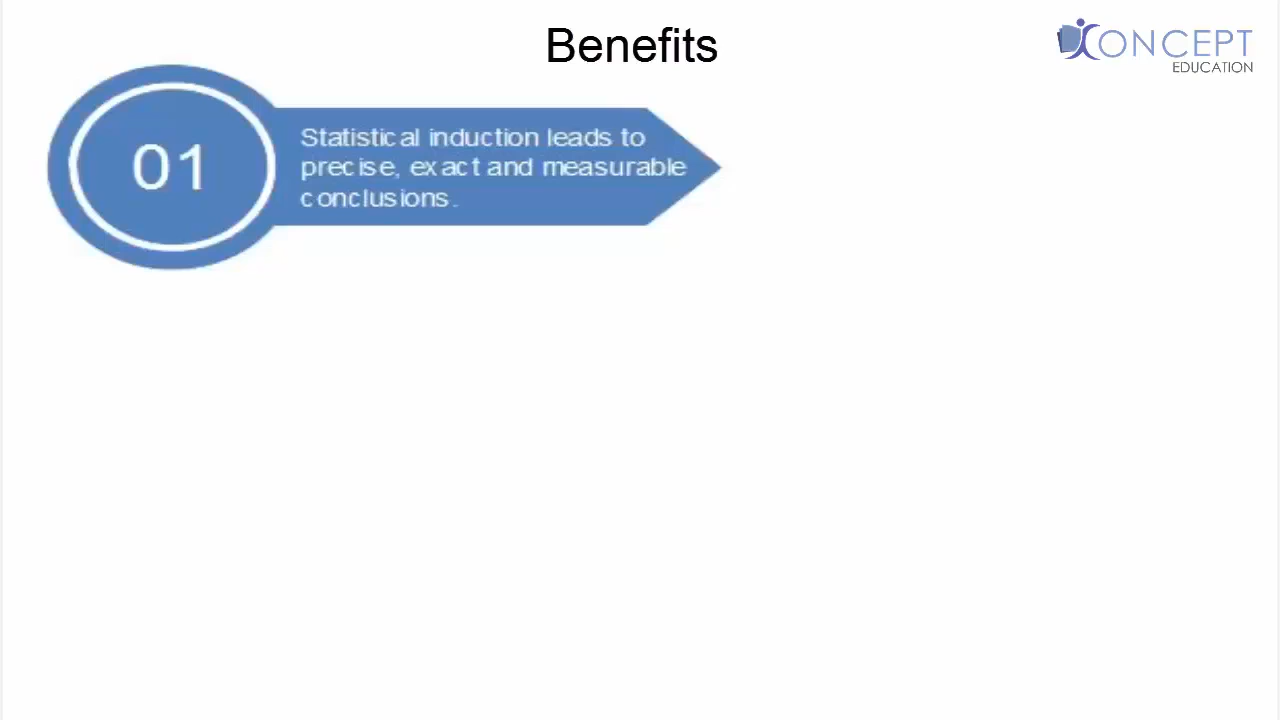 Benefits
CONCEPT
EDUCATION
01
Statistical induction leads to
precise, exact and measurable
conclusions.